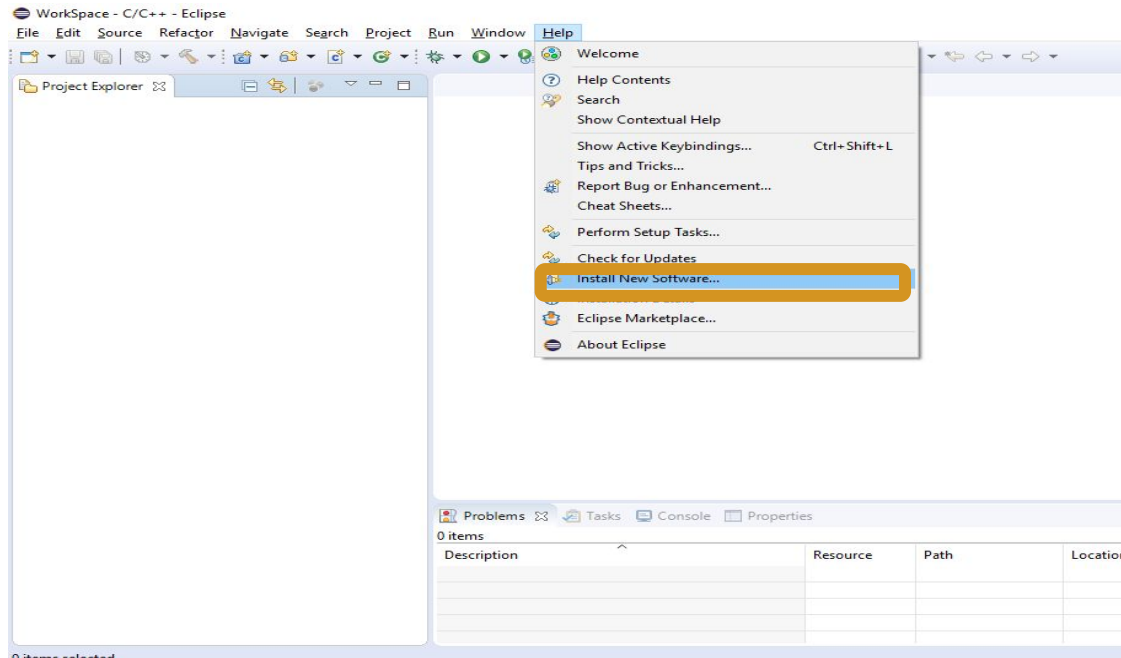 WorkSpace - C/C++ - Eclipse
File Edit Source Refactor Navigate Search Project Run Window Help
Project Explorer
Welcome
Help Contents
Search
Show Contextual Help
Show Active Keybindings... Ctrl+Shift+L
Tips and Tricks...
Report Bug or Enhancement...
Cheat Sheets...
Perform Setup Tasks...
Check for Updates
Install New Software...
Eclipse Marketplace...
About Eclipse
Problems Tasks Console Properties
0 items
Description Resource Path Location
0 items selected